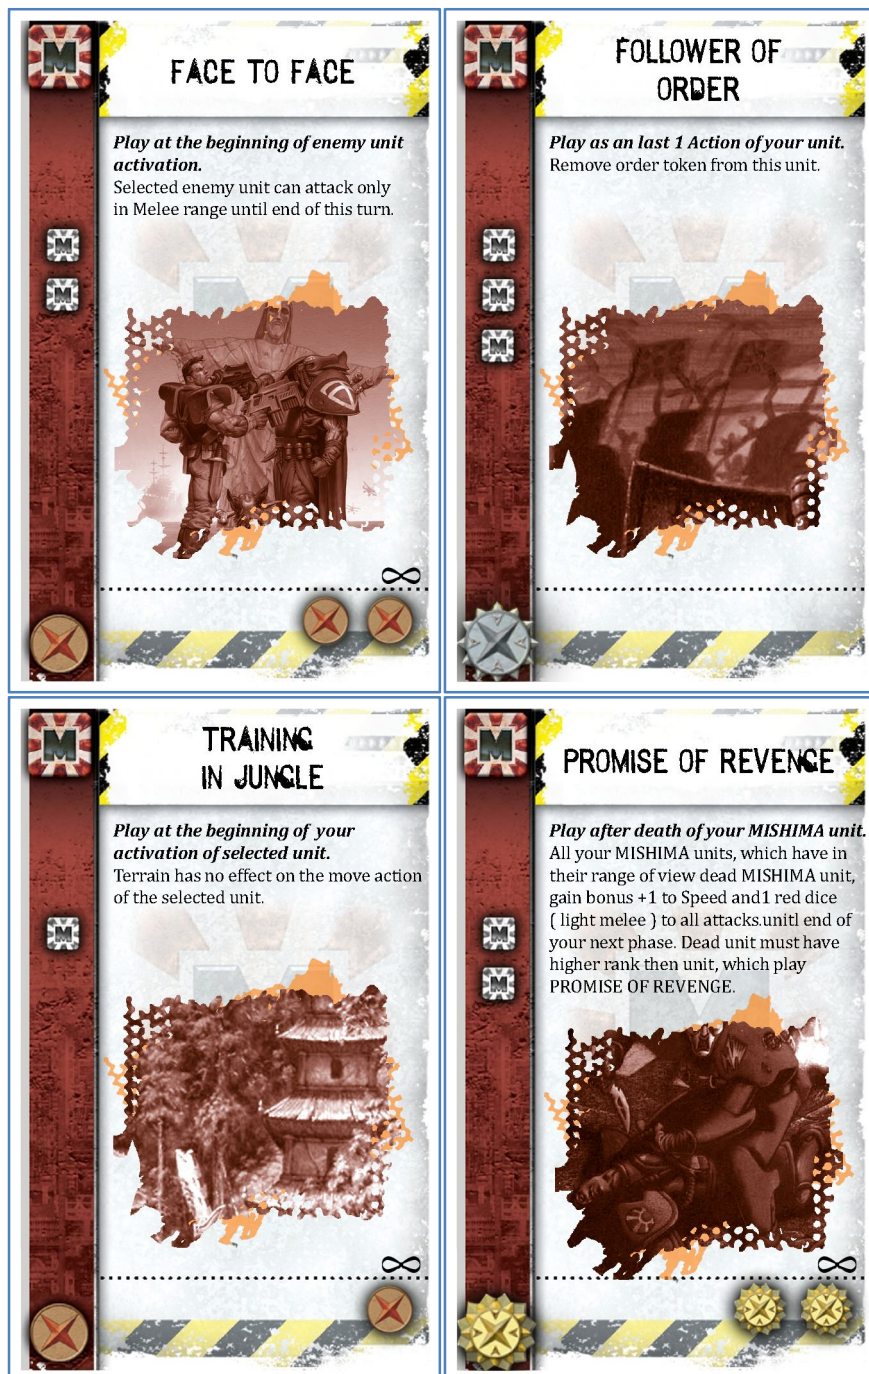 M
FACE TO FACE
Play at the beginning of enemy unit
activation.
Selected enemy unit can attack only
in Melee range until end of this turn.
M
M
M
FOLLOWER OF
ORDER
Play as an last 1 Action of your unit.
Remove order token from this unit.
M
M
M
M
TRAINING
IN JUNGLE
Play at the beginning of your
activation of selected unit.
Terrain has no effect on the move action
of the selected unit.
M
M
PROMISE OF REVENGE
Play after death of your MISHIMA unit.
All your MISHIMA units, which have in
their range of view dead MISHIMA unit,
gain bonus +1 to Speed and1 red dice
( light melee ) to all attacks.unitl end of
your next phase. Dead unit must have
higher rank then unit, which play
PROMISE OF REVENGE.
M
M